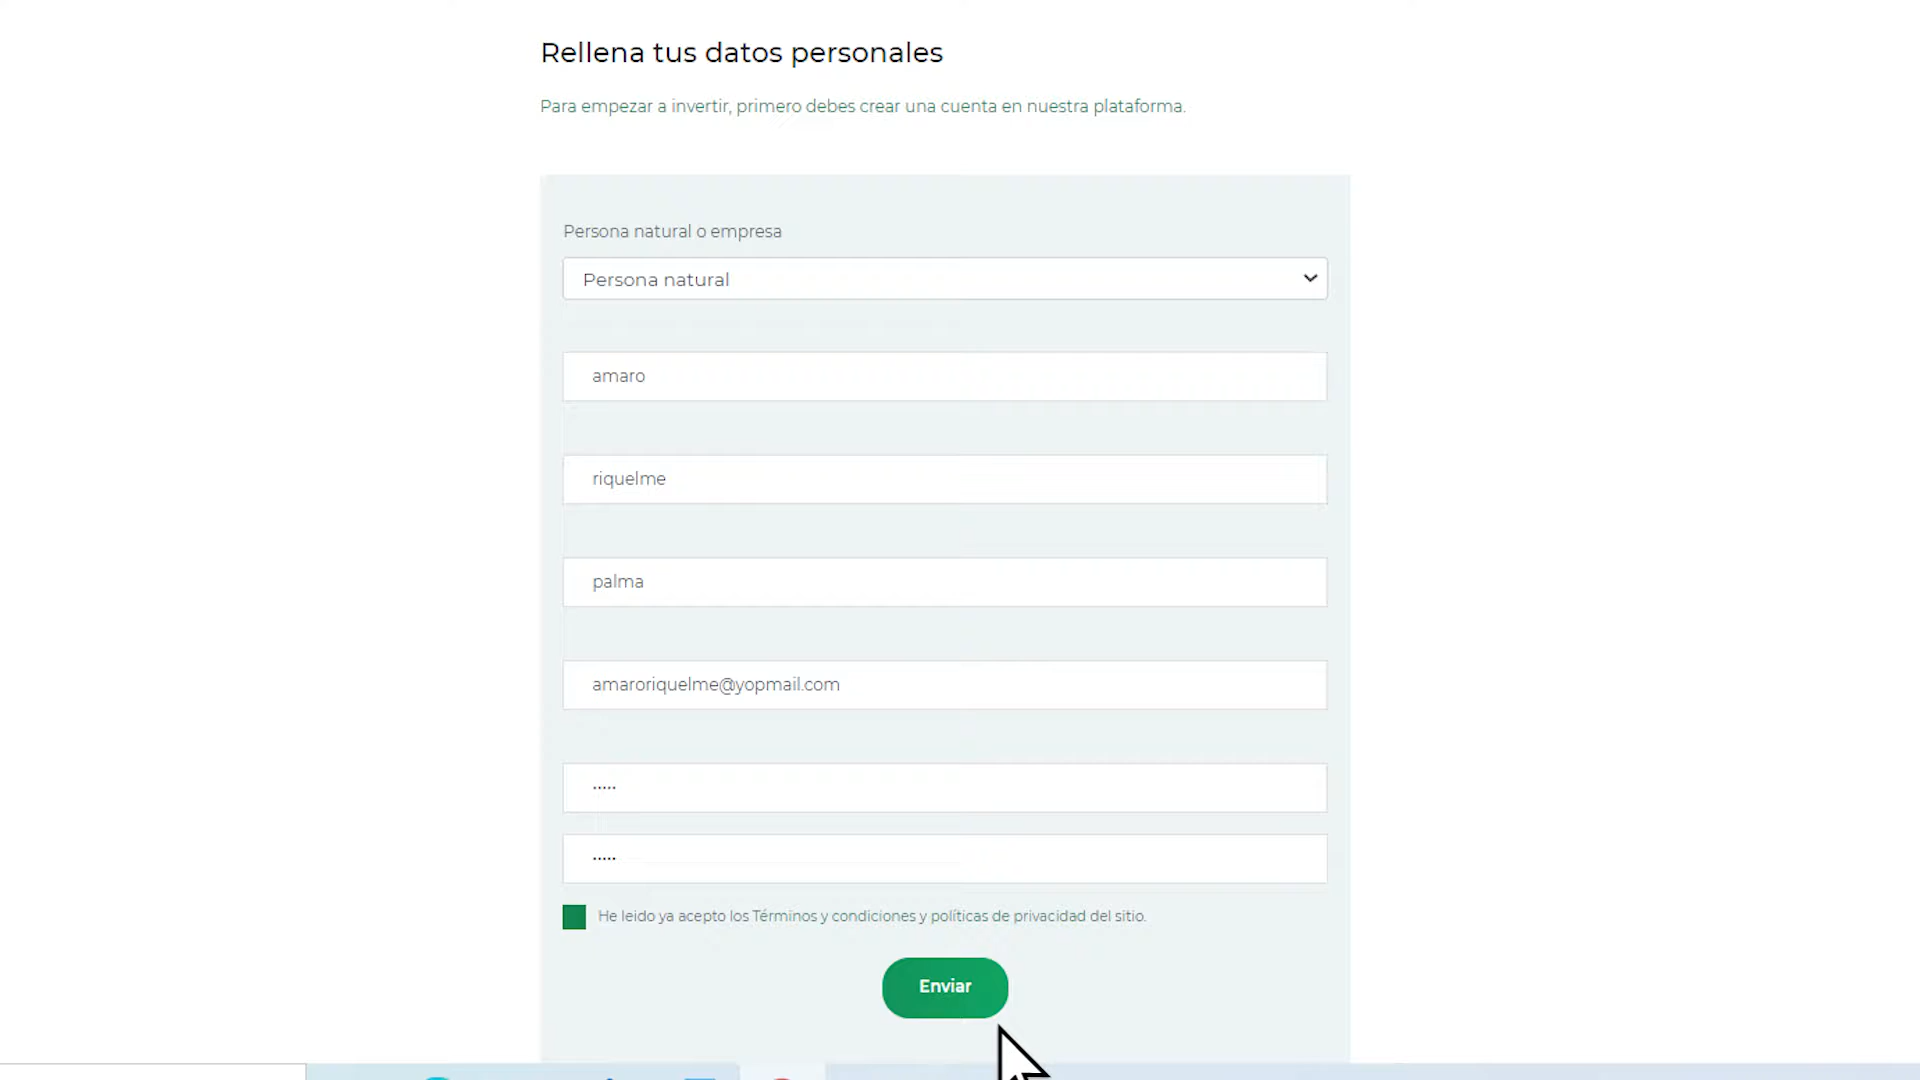 Rellena tus datos personales
Para empezar a invertir, primero debes crear una cuenta en nuestra plataforma.
Persona natural o empresa
Persona natural
amaro
riquelme
palma
amaroriquelme@yopmail.com
·····
·····
He leido ya acepto los Términos y condiciones y políticas de privacidad del sitio.
Enviar